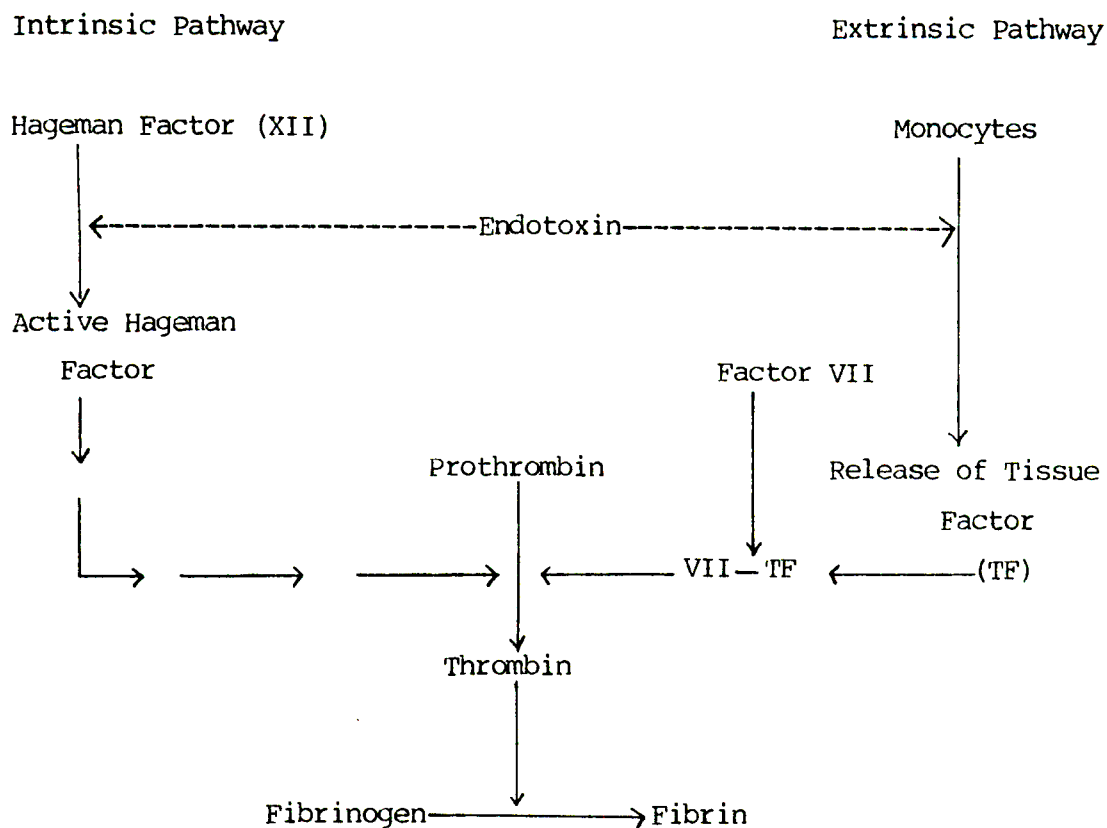 Intrinsic Pathway
Extrinsic Pathway
Hageman Factor (XII)
Monocytes
Endotoxin
Active Hageman
Factor
Factor VII
Prothrombin
Release of Tissue
Factor
VII — TF
(TF)
Thrombin
Fibrinogen
Fibrin